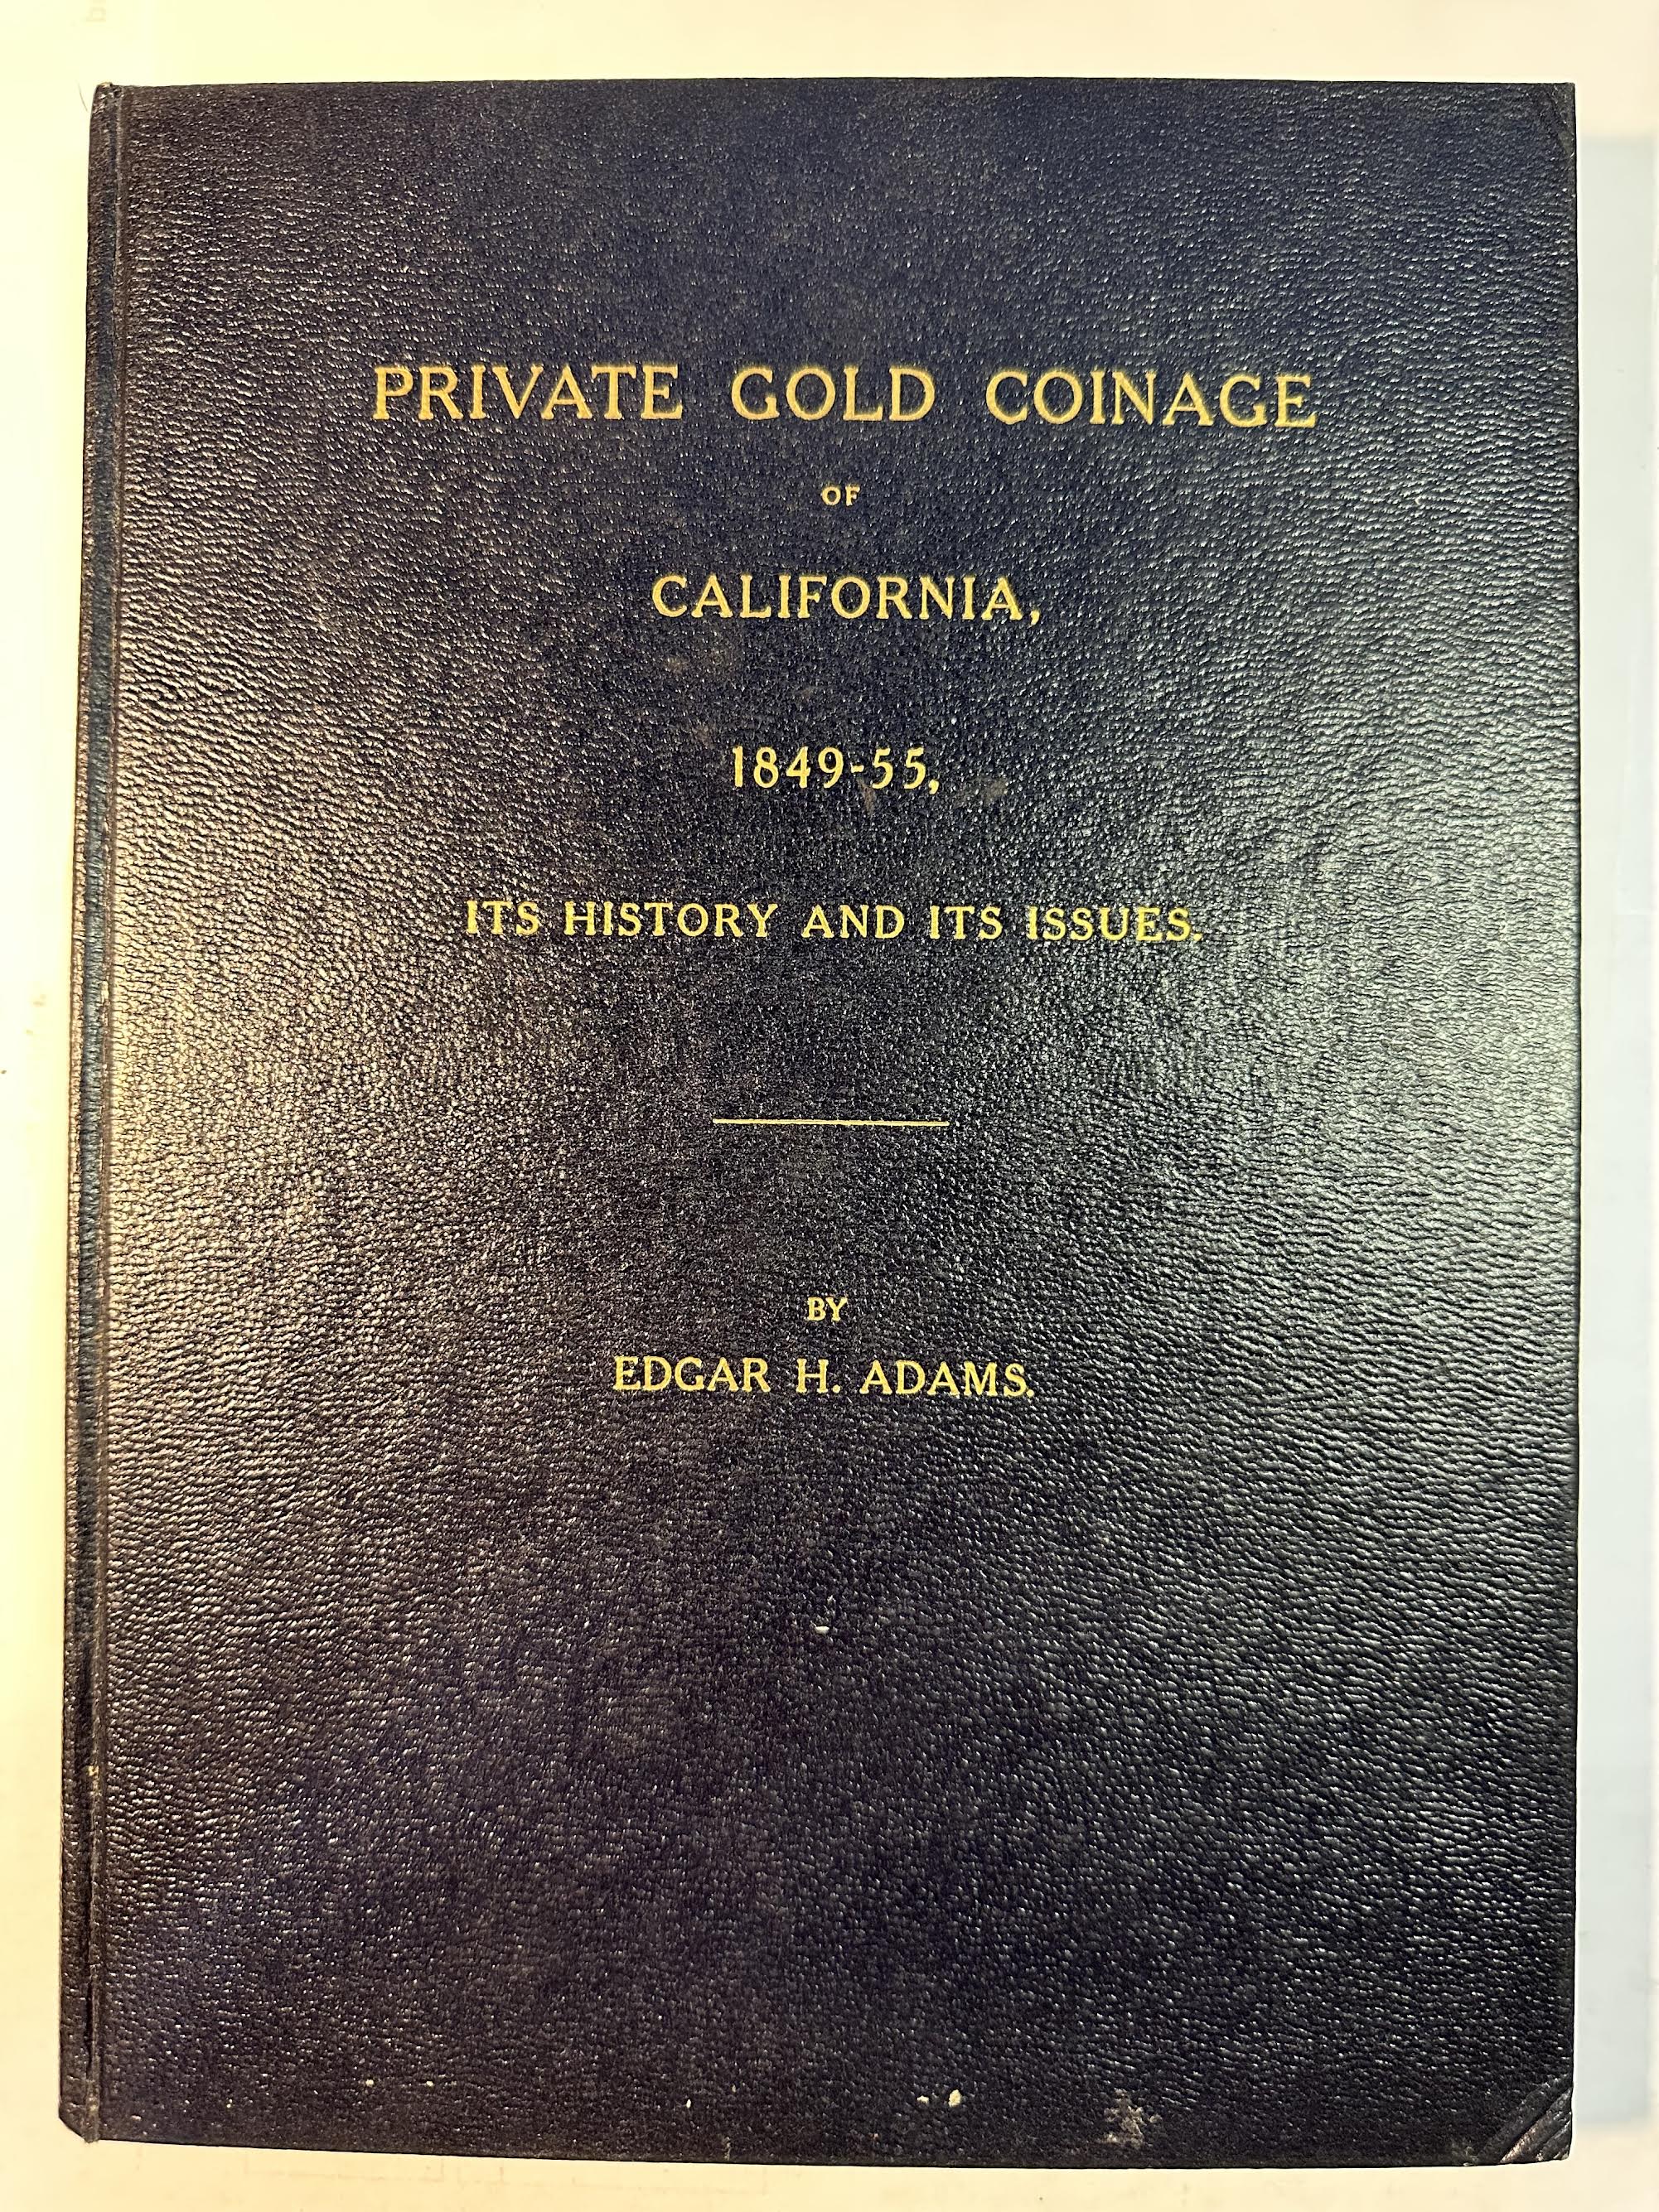 PRIVATE GOLD COINAGE
OF
CALIFORNIA,
1849-55,
ITS HISTORY AND ITS ISSUES.
BY
EDGAR H. ADAMS.